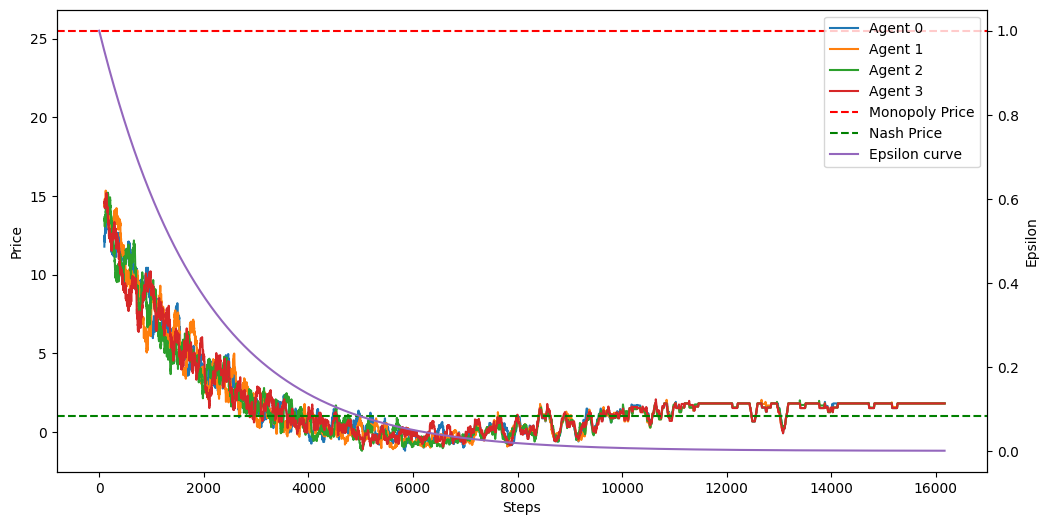 25
20
15
10
5
0
Price
0 2000 4000 6000 8000 10000 12000 14000 16000
Steps
1.0
0.8
0.6
0.4
0.2
0.0
Epsilon
Agent 0
Agent 1
Agent 2
Agent 3
Monopoly Price
Nash Price
Epsilon curve